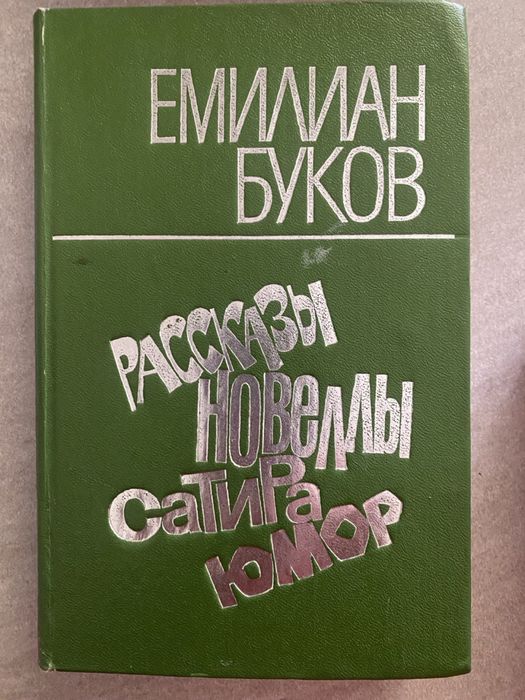 ЕМИЛИАН
БУКОВ
РАССКАЗЫ
НОВЕЛЛЫ
САТИРА
ЮМОР